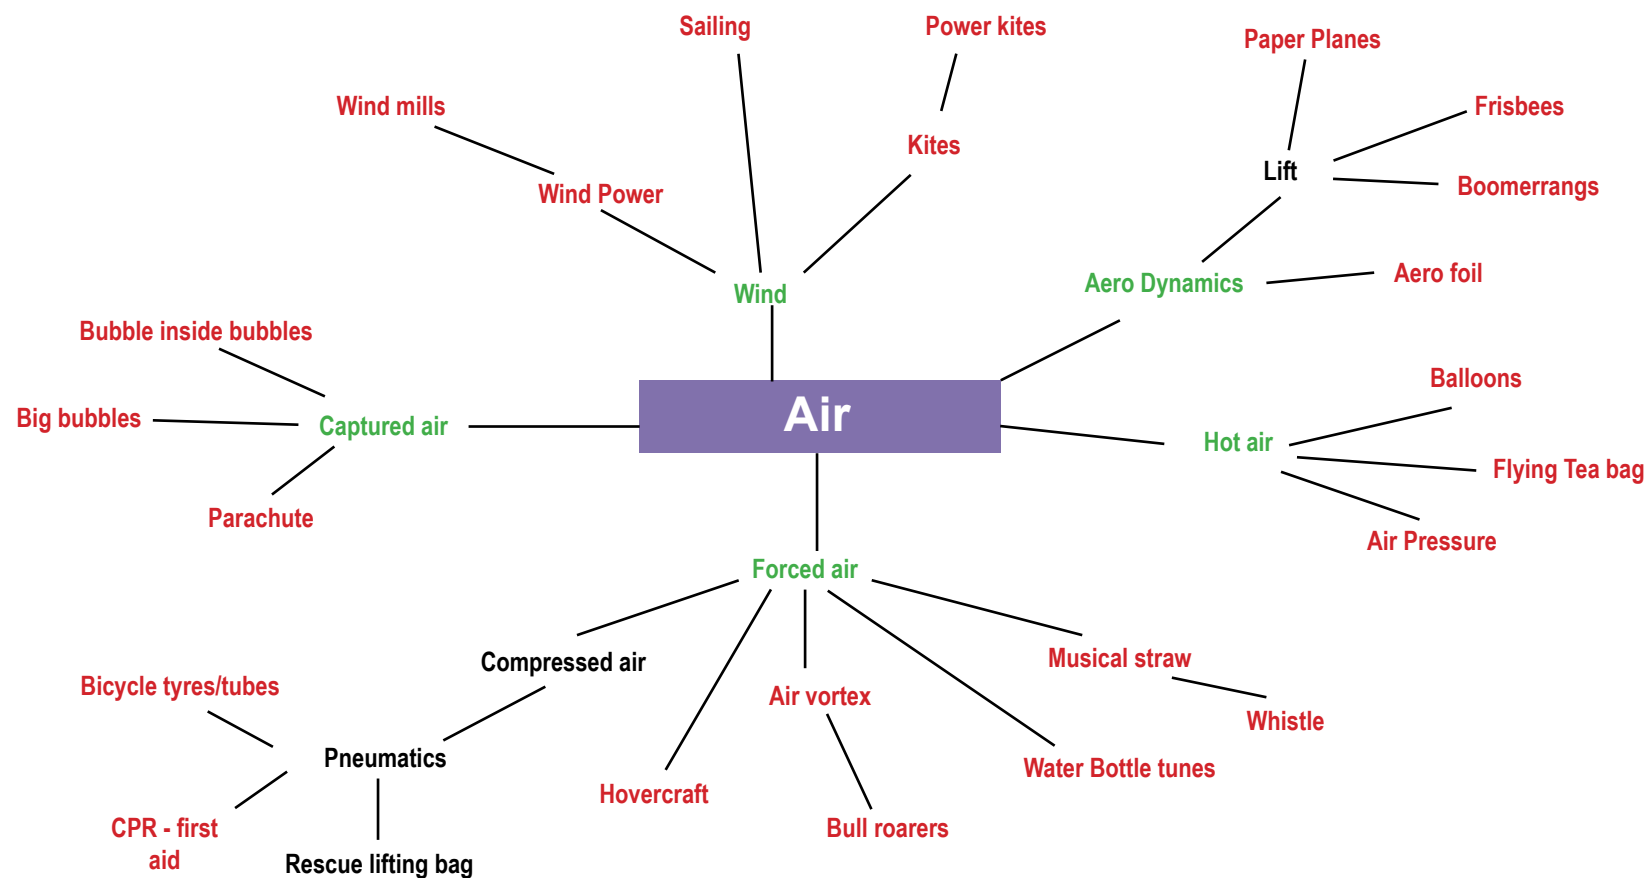 Sailing
Power kites
Paper Planes
Wind mills
Frisbees
Kites
Lift
Wind Power
Boomerrangs
Wind
Aero Dynamics
Aero foil
Bubble inside bubbles
Balloons
Big bubbles
Captured air
Air
Hot air
Flying Tea bag
Parachute
Air Pressure
Forced air
Compressed air
Musical straw
Bicycle tyres/tubes
Air vortex
Whistle
Pneumatics
Water Bottle tunes
Hovercraft
CPR - first
aid
Bull roarers
Rescue lifting bag